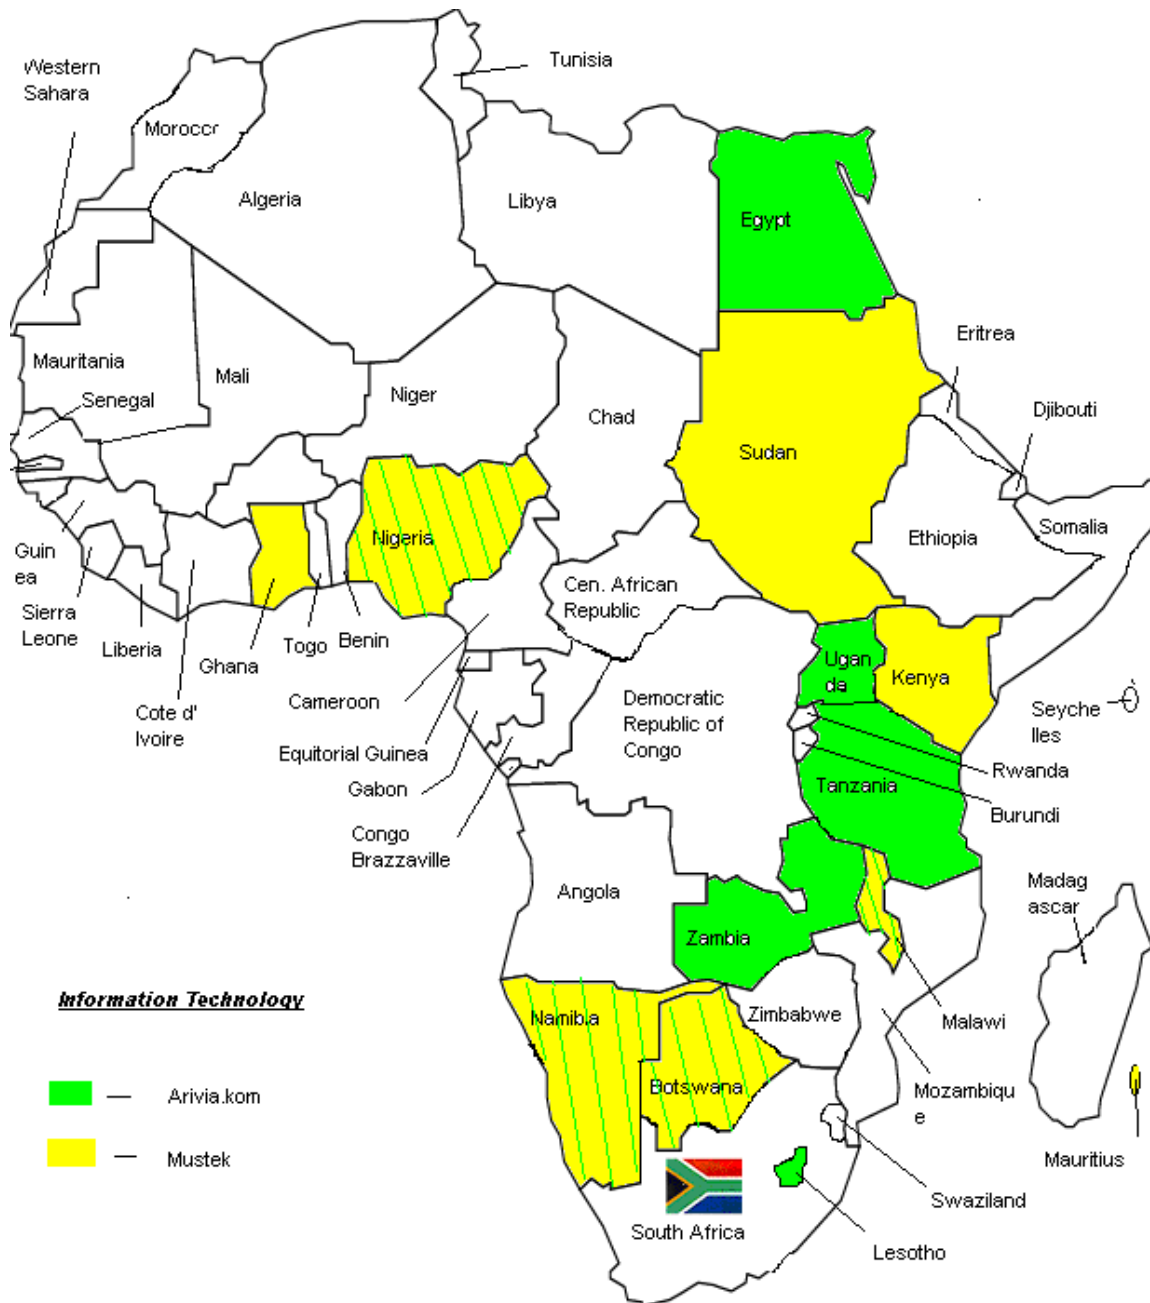 Western
Sahara
Tunisia
Morocc
Algeria
Libya
Egypt
Eritrea
Mauritania
Mali
Niger
Chad
Sudan
Djibouti
Senegal
Nigeria
Ethiopia
Somalia
Guin
ea
Sierra
Leone
Liberia
Ghana
Togo
Benin
Cen. African
Republic
Cote d'
Ivoire
Cameroon
Equitorial Guinea
Gabon
Congo
Brazzaville
Democratic
Republic of
Congo
Ugan
da
Kenya
Seyche
lles
Rwanda
Tanzania
Burundi
Angola
Zambia
Madag
ascar
Information Technology
Namibia
Zimbabwe
Malawi
Arivia.kom
Botswana
Mozambiqu
e
Mustek
Mauritius
Swaziland
South Africa
Lesotho